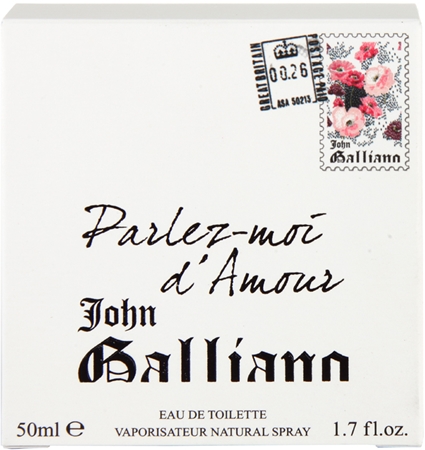 GREAT BRITAIN
00.26
POSTAGE PAID
ASA S0213
John
Galliano
Parlez-moi
d'Amour
John
Galliano
EAU DE TOILETTE
50ml e VAPORISATEUR NATURAL SPRAY 1.7 fl.oz.